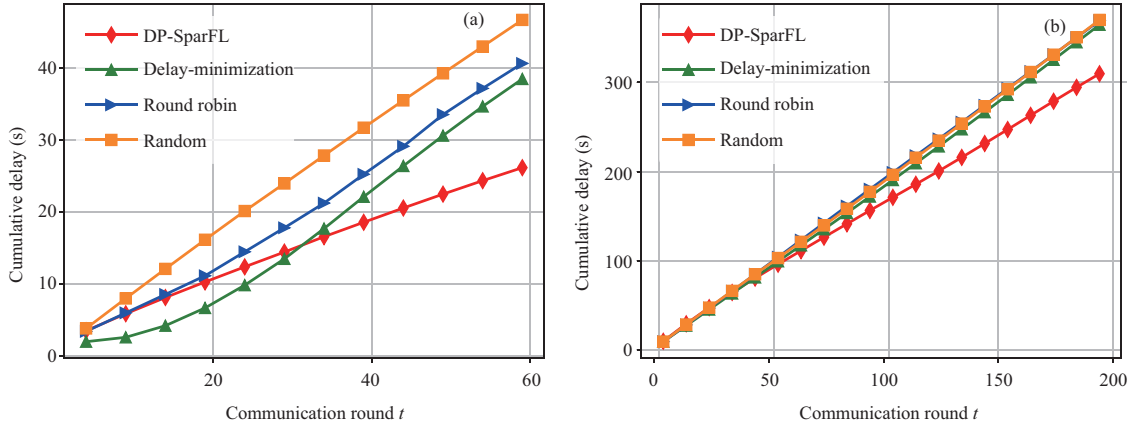 (a)
DP-SparFL
Delay-minimization
Round robin
Random
Cumulative delay (s)
40
30
20
10
0
20
40
60
Communication round t
(b)
DP-SparFL
Delay-minimization
Round robin
Random
Cumulative delay (s)
300
200
100
0
0
50
100
150
200
Communication round t